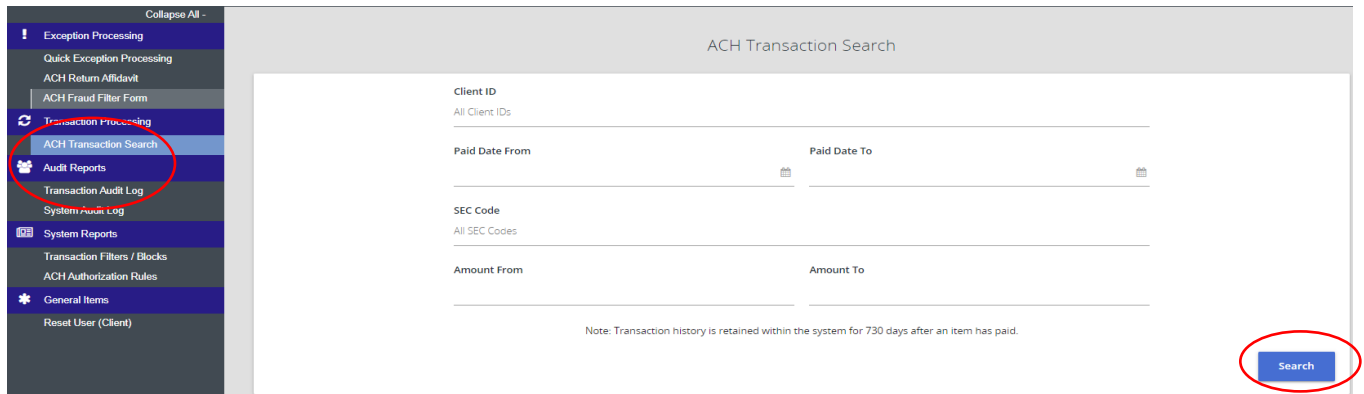 Collapse All -
Exception Processing
Quick Exception Processing
ACH Return Affidavit
ACH Fraud Filter Form
Transaction Processing
ACH Transaction Search
Audit Reports
Transaction Audit Log
System Audit Log
System Reports
Transaction Filters / Blocks
ACH Authorization Rules
General Items
Reset User (Client)
ACH Transaction Search
Client ID
All Client IDs
Paid Date From Paid Date To
SEC Code
All SEC Codes
Amount From Amount To
Note: Transaction history is retained within the system for 730 days after an item has paid.
Search